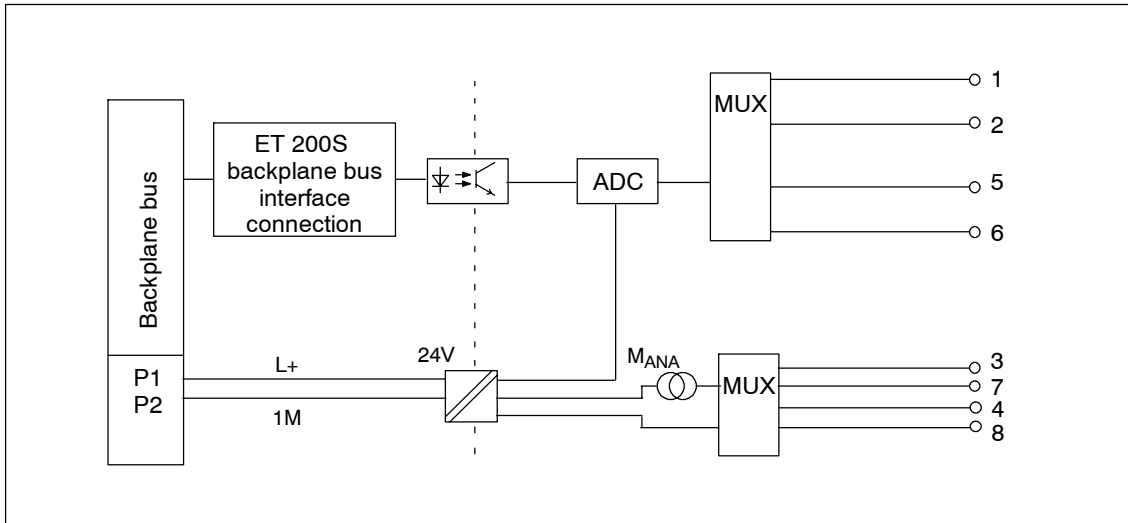 Backplane bus
ET 200S
backplane bus
interface
connection
ADC
MUX
1
2
5
6
P1
P2
L+
1M
24V
MANA
MUX
3
7
4
8